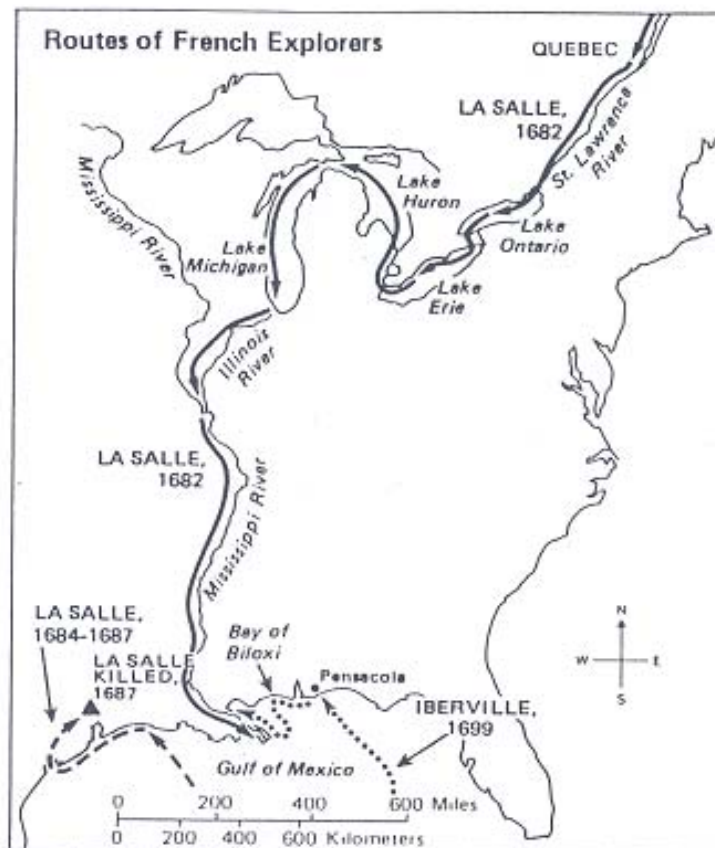 Routes of French Explorers
QUEBEC
LA SALLE,
1682
St. Lawrence
River
Mississippi River
Lake
Huron
Lake
Ontario
Lake
Michigan
Lake
Erie
Illinois
River
LA SALLE,
1682
Mississippi River
LA SALLE,
1684-1687
LA SALLE
KILLED,
1687
Bay of
Biloxi
Pensacola
IBERVILLE,
1699
N
W
E
S
Gulf of Mexico
0 200 400 600 Miles
0 200 400 600 Kilometers